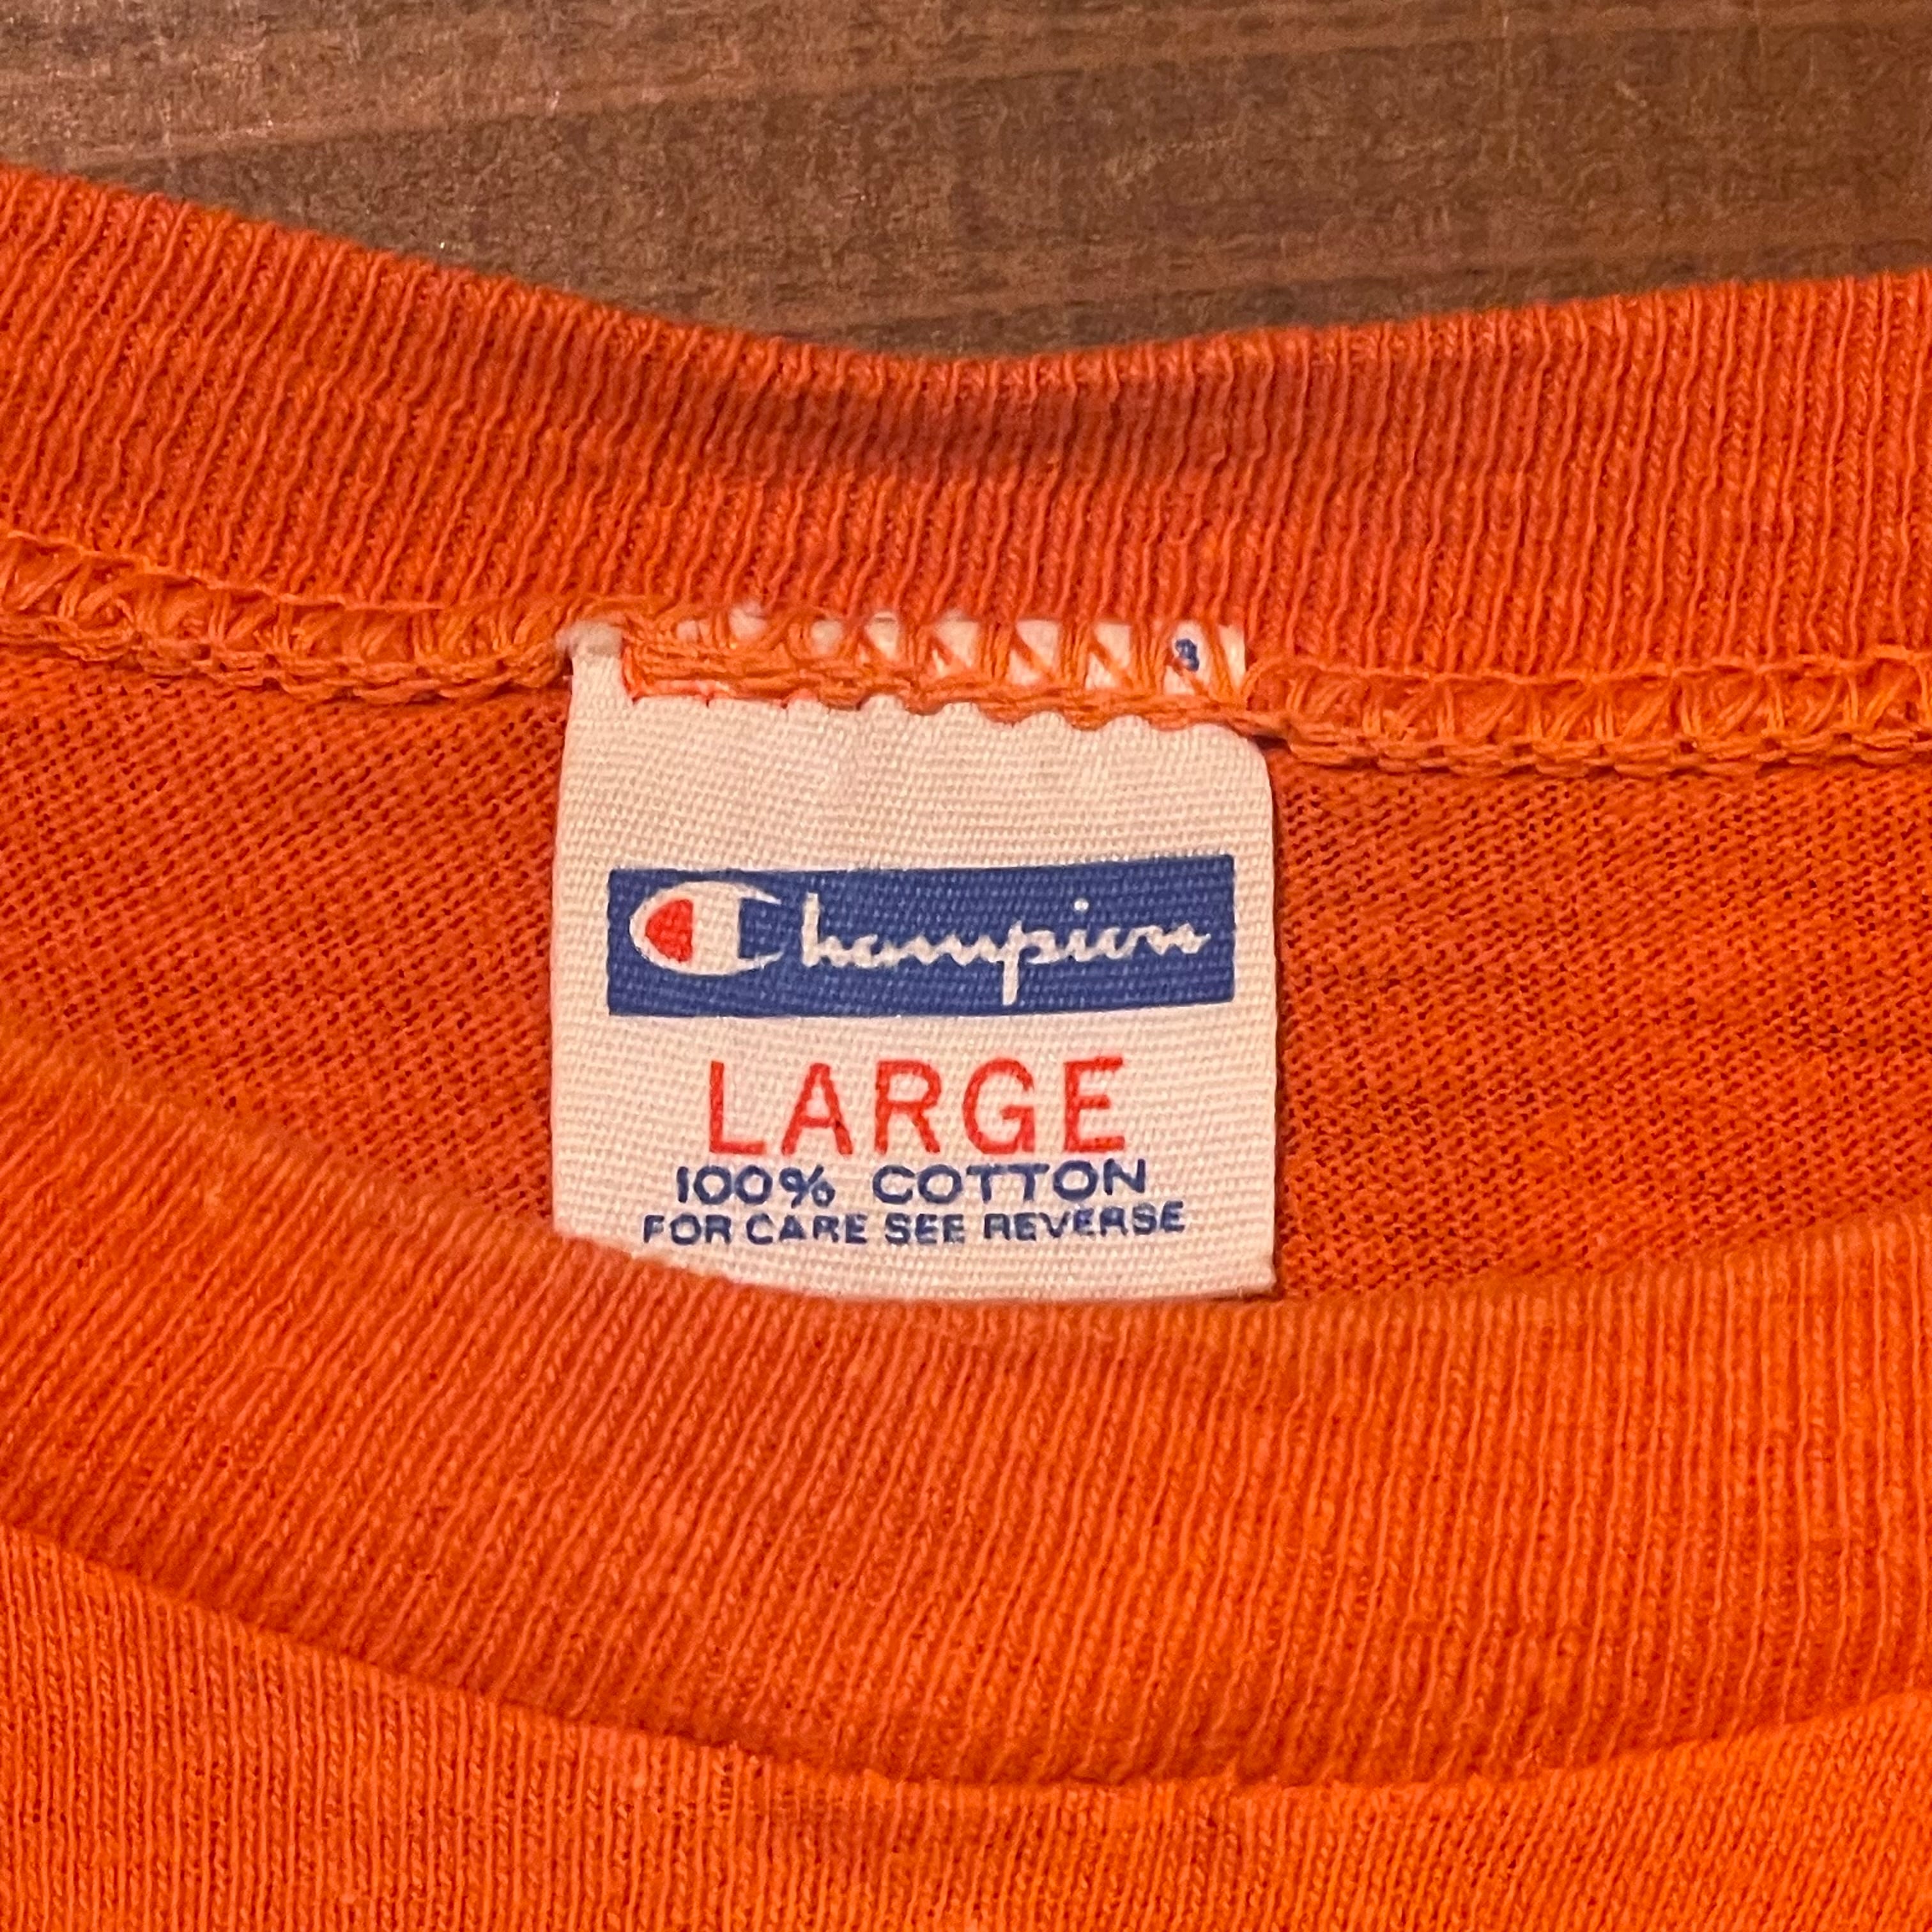 Champion
LARGE
100% COTTON
FOR CARE SEE REVERSE